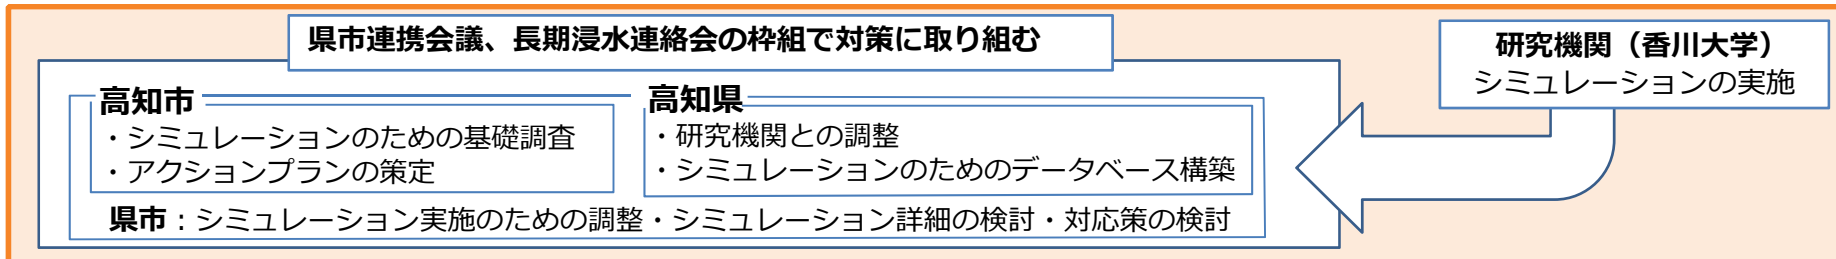 県市連携会議、長期浸水連絡会の枠組で対策に取り組む
研究機関（香川大学）
シミュレーションの実施
高知市
・シミュレーションのための基礎調査
・アクションプランの策定
高知県
・研究機関との調整
・シミュレーションのためのデータベース構築
県市：シミュレーション実施のための調整・シミュレーション詳細の検討・対応策の検討